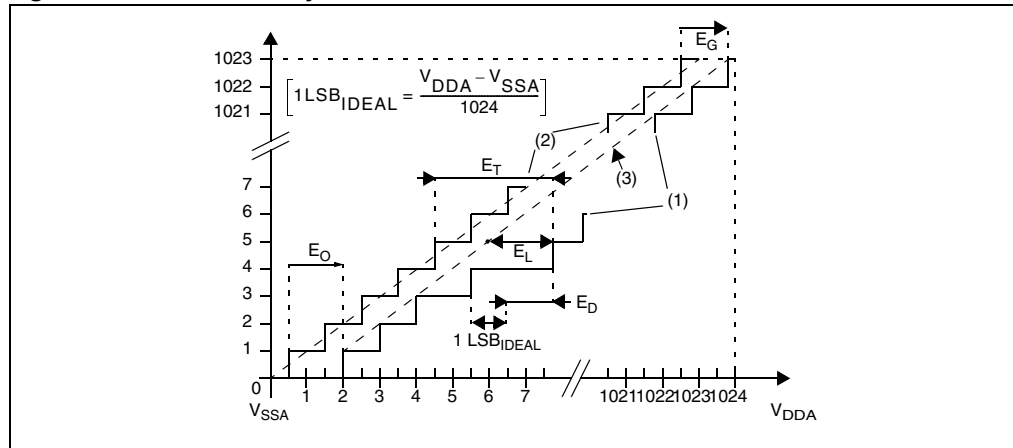 E_G
1023
1022
1021
[1LSB_IDEAL = (V_DDA − V_SSA) / 1024]
(2)
(3)
(1)
E_T
7
6
5
4
3
2
1
0
E_O
E_L
E_D
1 LSB_IDEAL
1 2 3 4 5 6 7 1021 1022 1023 1024
V_SSA
V_DDA